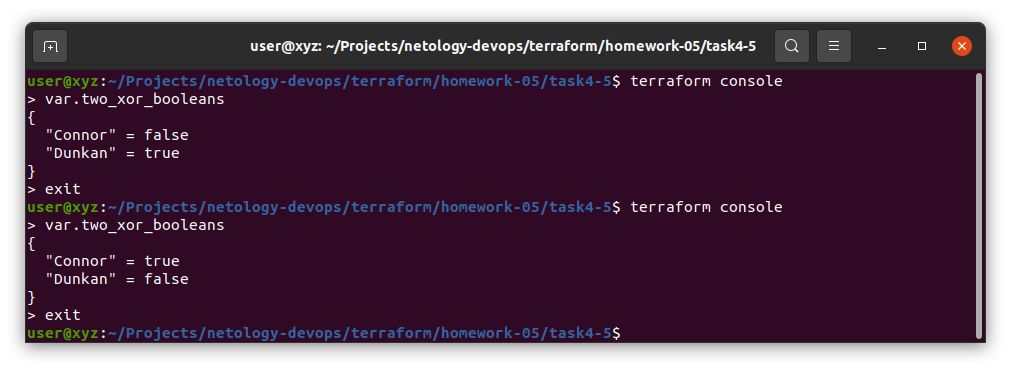 user@xyz: ~/Projects/netology-devops/terraform/homework-05/task4-5
user@xyz:~/Projects/netology-devops/terraform/homework-05/task4-5$ terraform console
> var.two_xor_booleans
{
  "Connor" = false
  "Dunkan" = true
}
> exit
user@xyz:~/Projects/netology-devops/terraform/homework-05/task4-5$ terraform console
> var.two_xor_booleans
{
  "Connor" = true
  "Dunkan" = false
}
> exit
user@xyz:~/Projects/netology-devops/terraform/homework-05/task4-5$